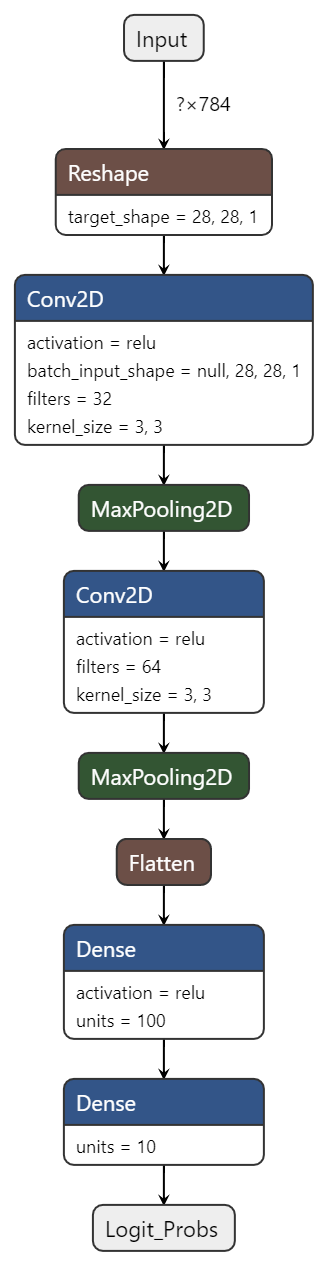 Input
?×784
Reshape
target_shape = 28, 28, 1
Conv2D
activation = relu
batch_input_shape = null, 28, 28, 1
filters = 32
kernel_size = 3, 3
MaxPooling2D
Conv2D
activation = relu
filters = 64
kernel_size = 3, 3
MaxPooling2D
Flatten
Dense
activation = relu
units = 100
Dense
units = 10
Logit_Probs